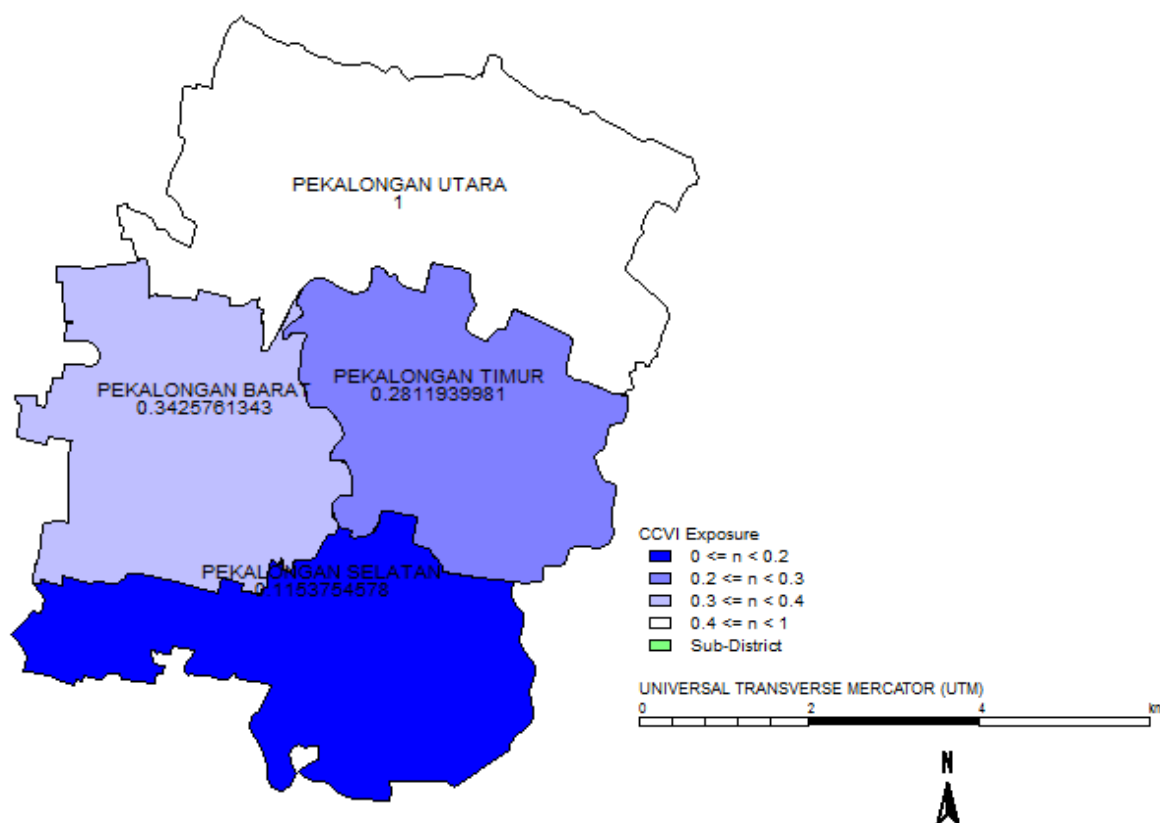 PEKALONGAN UTARA
1
PEKALONGAN BARAT
0.3425761343
PEKALONGAN TIMUR
0.2811939981
PEKALONGAN SELATAN
0.1153754578
CCVI Exposure
0 <= n < 0.2
0.2 <= n < 0.3
0.3 <= n < 0.4
0.4 <= n < 1
Sub-District
UNIVERSAL TRANSVERSE MERCATOR (UTM)
0 2 4 km
N